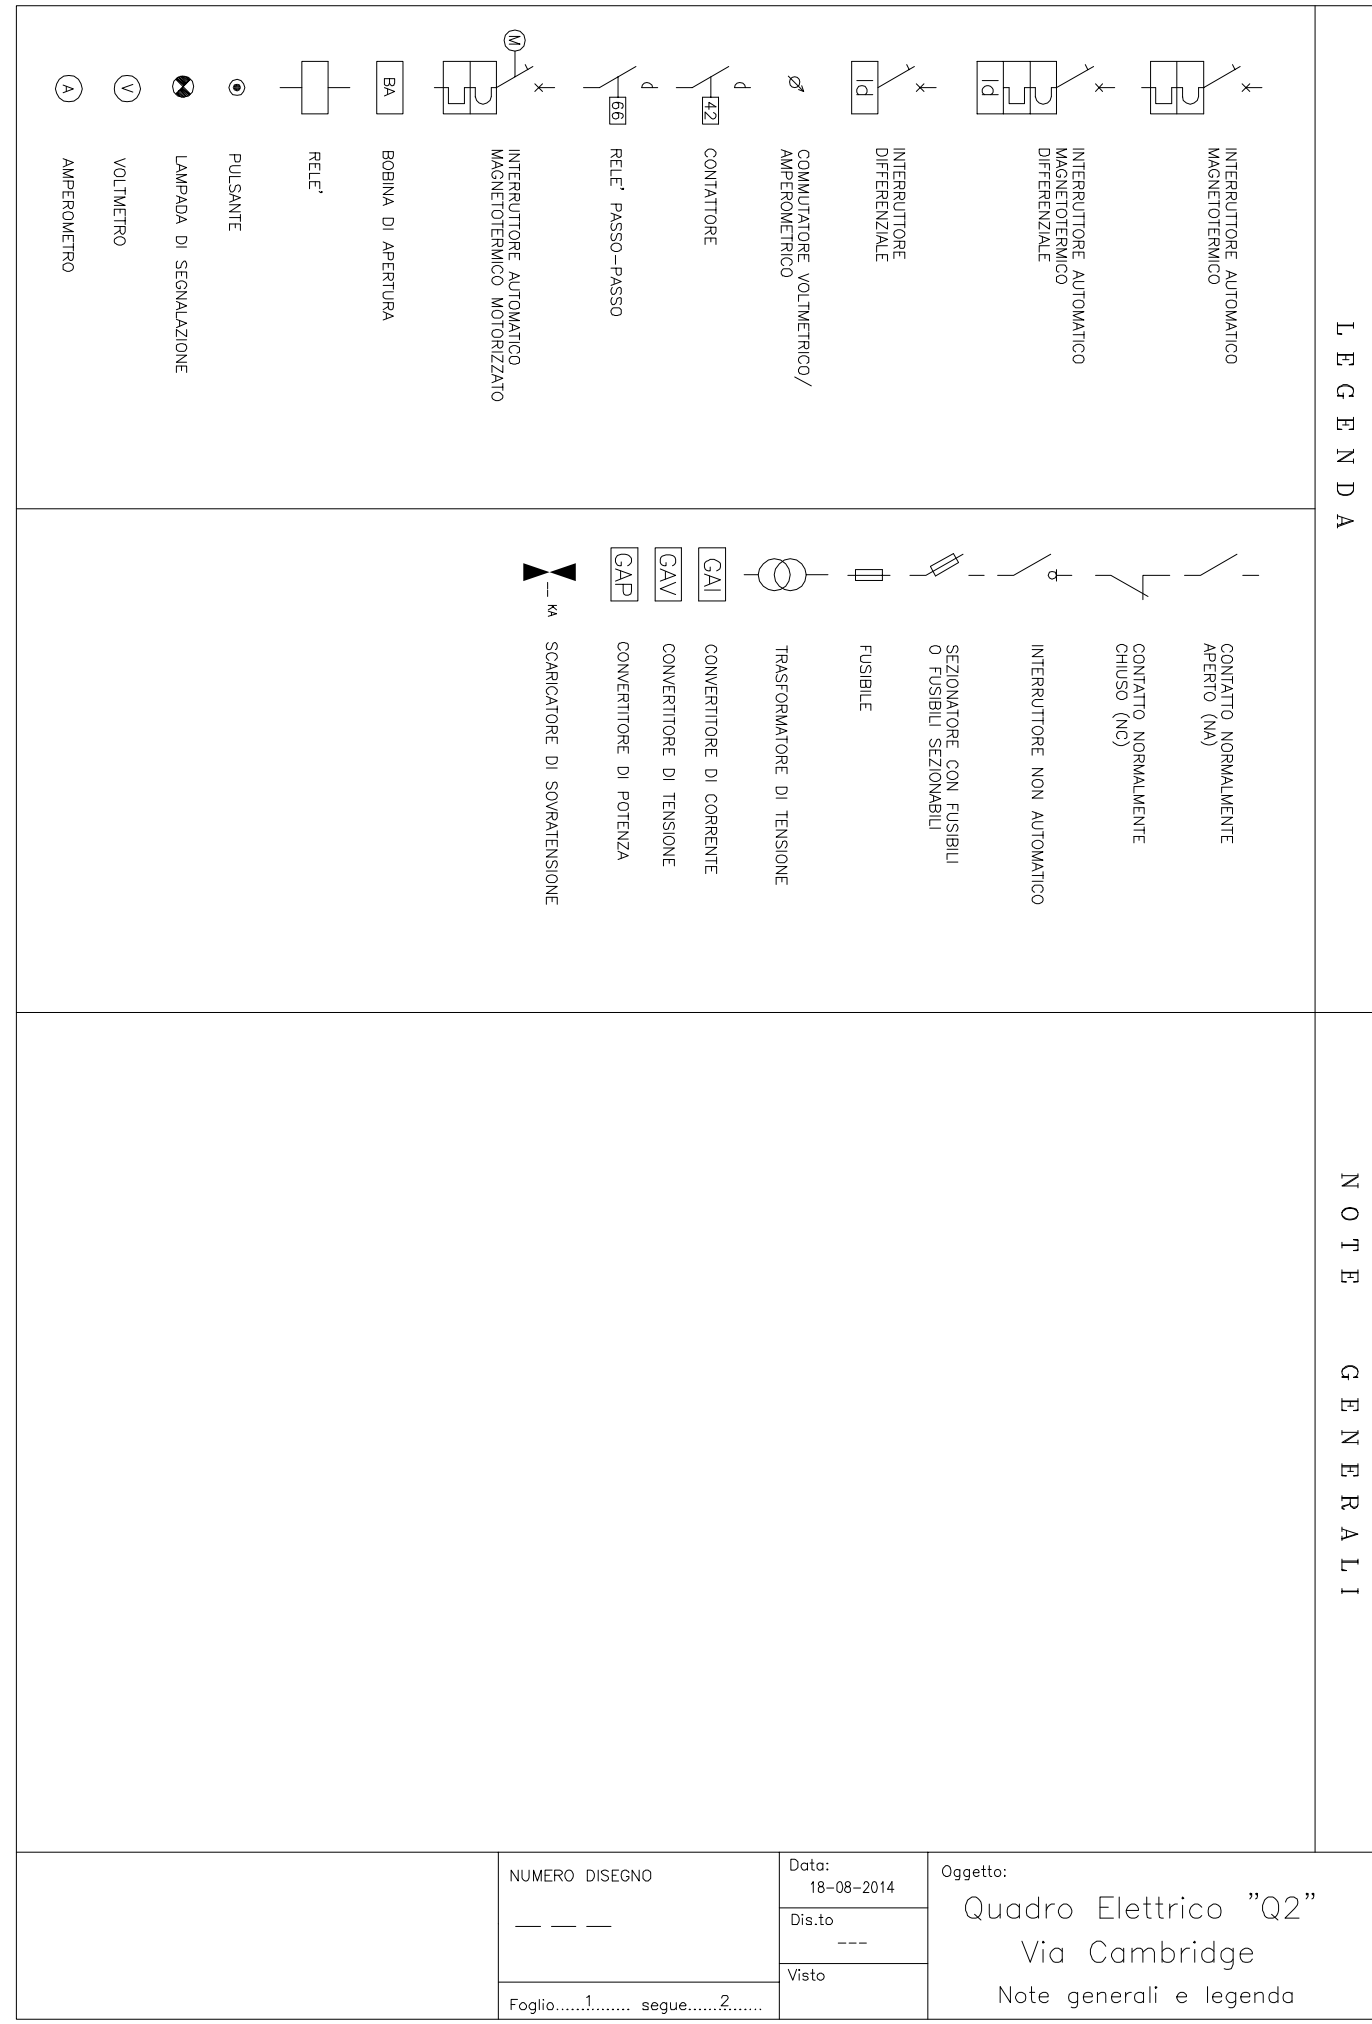 L E G E N D A
INTERRUTTORE AUTOMATICO
MAGNETOTERMICO
Id
INTERRUTTORE AUTOMATICO
MAGNETOTERMICO
DIFFERENZIALE
Id
INTERRUTTORE
DIFFERENZIALE
COMMUTATORE VOLTMETRICO/
AMPEROMETRICO
42
CONTATTORE
66
RELE' PASSO-PASSO
M
INTERRUTTORE AUTOMATICO
MAGNETOTERMICO MOTORIZZATO
BA
BOBINA DI APERTURA
RELE'
PULSANTE
LAMPADA DI SEGNALAZIONE
V
VOLTMETRO
A
AMPEROMETRO
CONTATTO NORMALMENTE
APERTO (NA)
CONTATTO NORMALMENTE
CHIUSO (NC)
INTERRUTTORE NON AUTOMATICO
SEZIONATORE CON FUSIBILI
O FUSIBILI SEZIONABILI
FUSIBILE
TRASFORMATORE DI TENSIONE
GAI
CONVERTITORE DI CORRENTE
GAV
CONVERTITORE DI TENSIONE
GAP
CONVERTITORE DI POTENZA
--- KA
SCARICATORE DI SOVRATENSIONE
N O T E   G E N E R A L I
NUMERO DISEGNO
— — —
Foglio......1........ segue......2.......
Data:
18-08-2014
Dis.to
---
Visto
Oggetto:
Quadro Elettrico "Q2"
Via Cambridge
Note generali e legenda